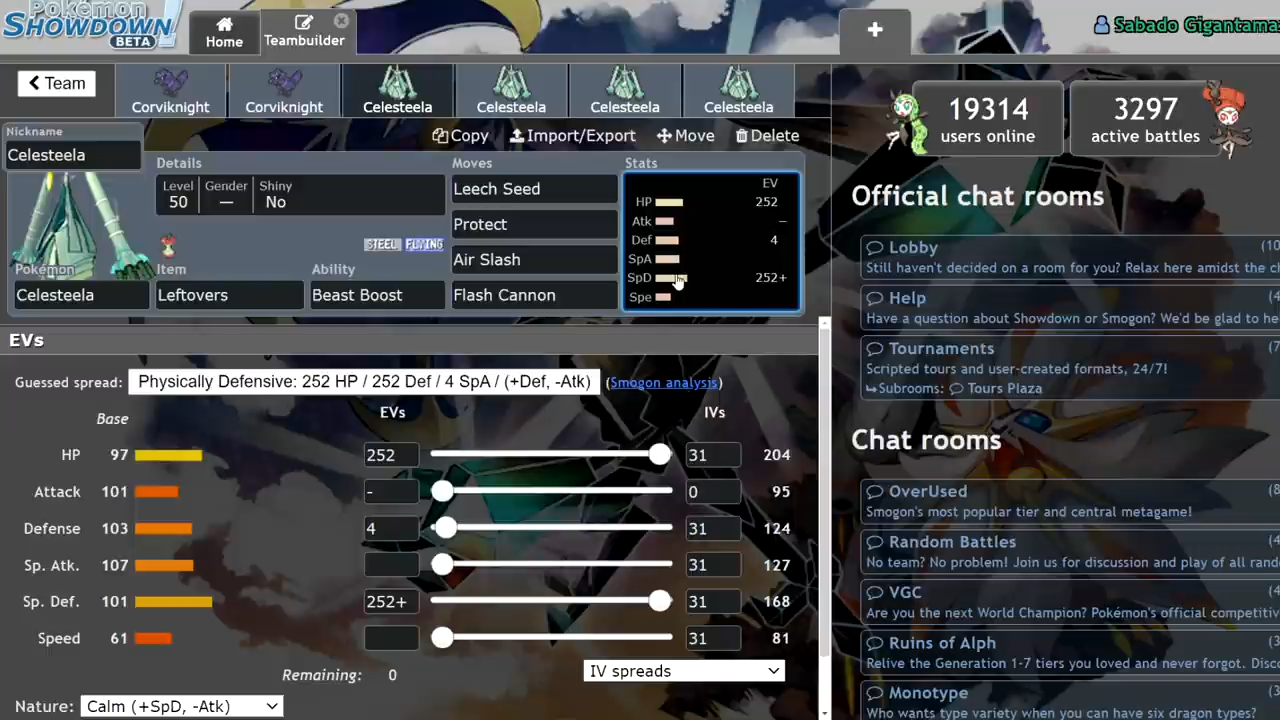 Pokémon
SHOWDOWN!
BETA
Home
Teambuilder
+
Sabado Gigantama
Team
Corviknight
Corviknight
Celesteela
Celesteela
Celesteela
Celesteela
Copy
Import/Export
Move
Delete
Nickname
Celesteela
Details
Level
50
Gender
—
Shiny
No
STEEL
FLYING
Pokémon
Celesteela
Item
Leftovers
Ability
Beast Boost
Moves
Leech Seed
Protect
Air Slash
Flash Cannon
Stats
EV
HP 252
Atk –
Def 4
SpA
SpD 252+
Spe
EVs
Guessed spread: Physically Defensive: 252 HP / 252 Def / 4 SpA / (+Def, -Atk) (Smogon analysis)
Base EVs IVs
HP 97 252 31 204
Attack 101 - 0 95
Defense 103 4 31 124
Sp. Atk. 107 31 127
Sp. Def. 101 252+ 31 168
Speed 61 31 81
Remaining: 0
IV spreads
Nature: Calm (+SpD, -Atk)
19314
users online
3297
active battles
Official chat rooms
Lobby (10
Still haven't decided on a room for you? Relax here amidst the ch
Help (4
Have a question about Showdown or Smogon? We'd be glad to he
Tournaments (7
Scripted tours and user-created formats, 24/7!
Subrooms: Tours Plaza
Chat rooms
OverUsed (8
Smogon's most popular tier and central metagame!
Random Battles (4
No team? No problem! Join us for discussion and play of all rand
VGC (4
Are you the next World Champion? Pokémon's official competitiv
Ruins of Alph (3
Relive the Generation 1-7 tiers you loved and never forgot. Disc
Monotype (3
Who wants type variety when you can have six dragon types?